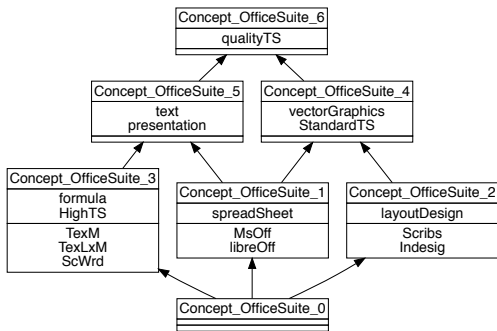 Concept_OfficeSuite_6
qualityTS
Concept_OfficeSuite_5
text
presentation
Concept_OfficeSuite_4
vectorGraphics
StandardTS
Concept_OfficeSuite_3
formula
HighTS
TexM
TexLxM
ScWrd
Concept_OfficeSuite_1
spreadSheet
MsOff
libreOff
Concept_OfficeSuite_2
layoutDesign
Scribs
Indesig
Concept_OfficeSuite_0